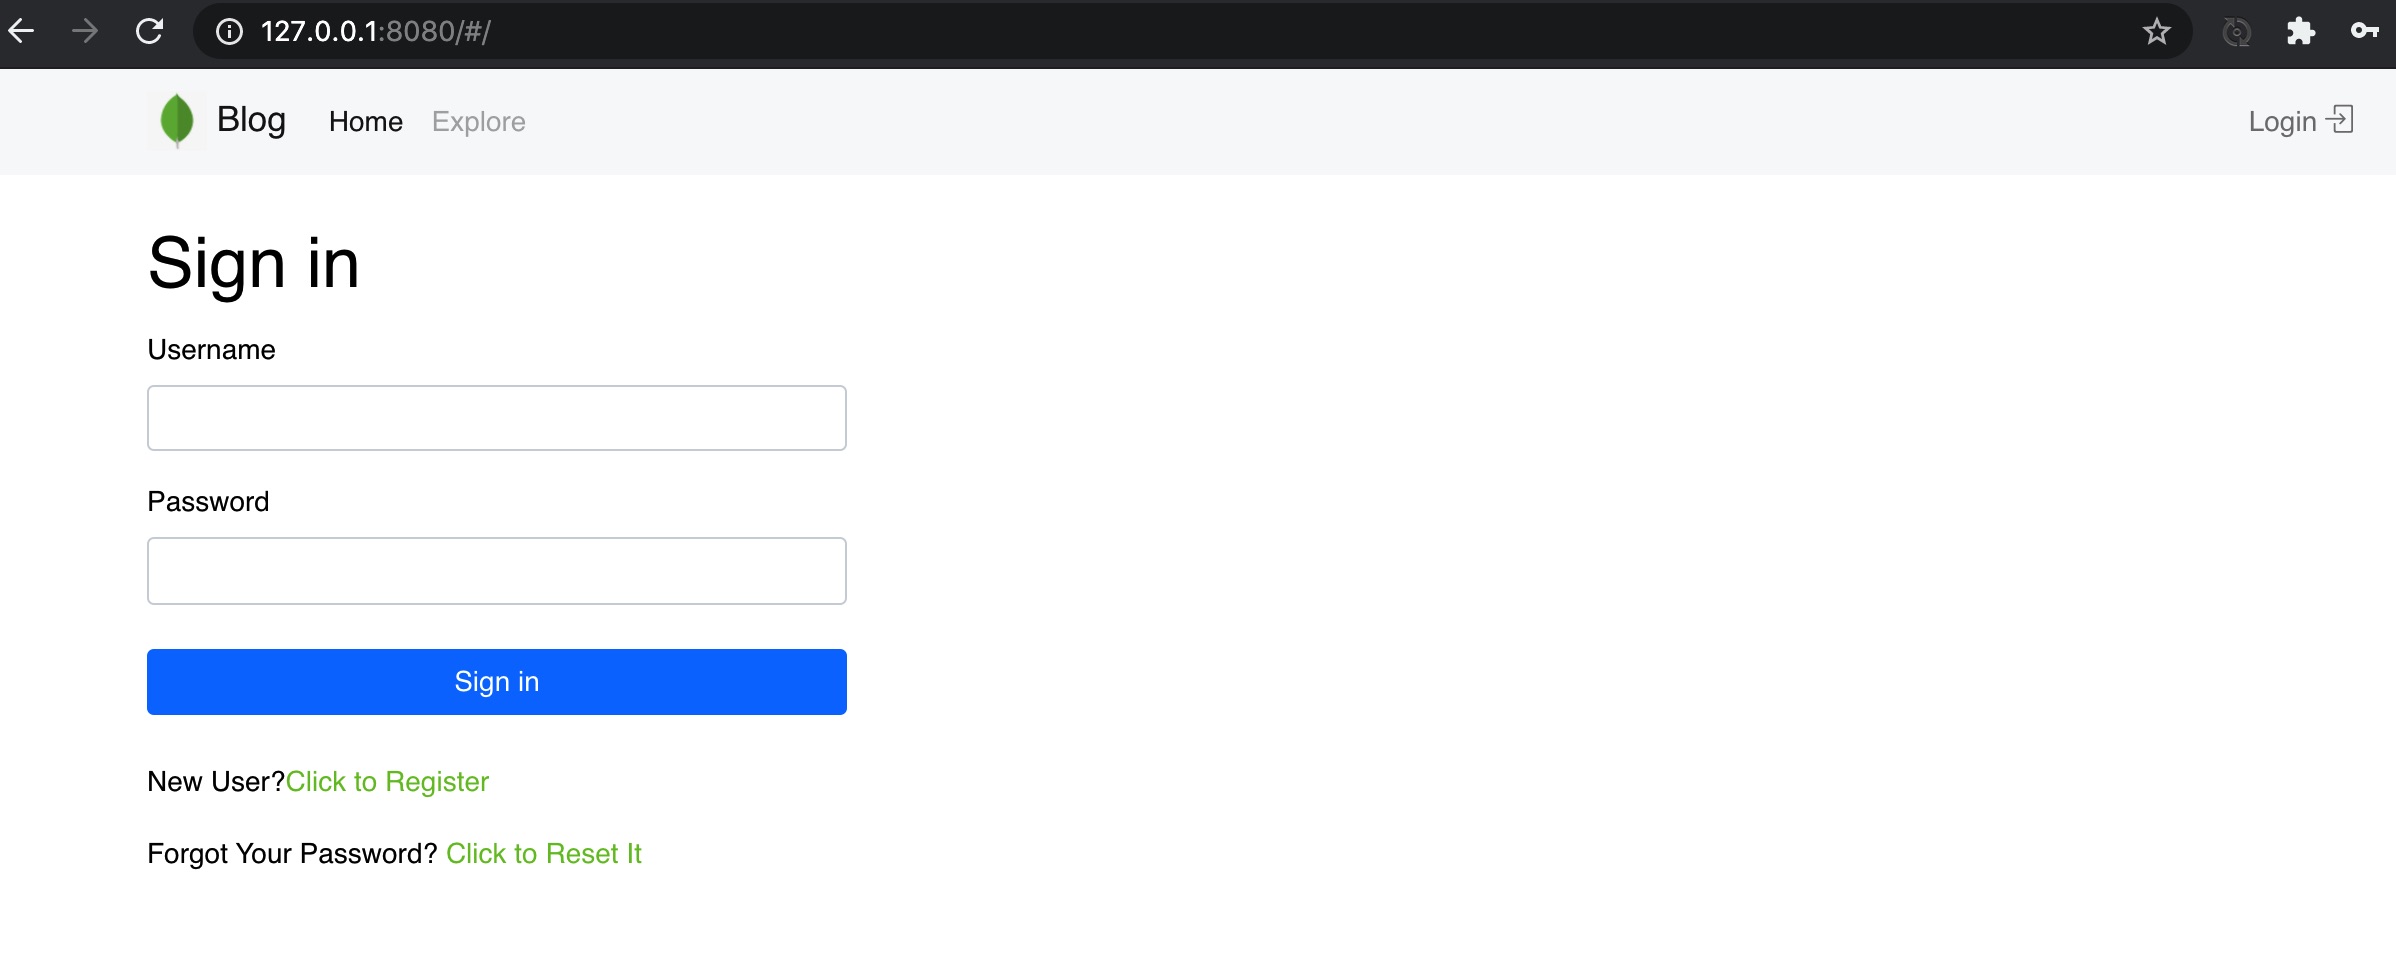 127.0.0.1:8080/#/
Blog Home Explore Login
Sign in
Username
Password
Sign in
New User?Click to Register
Forgot Your Password? Click to Reset It